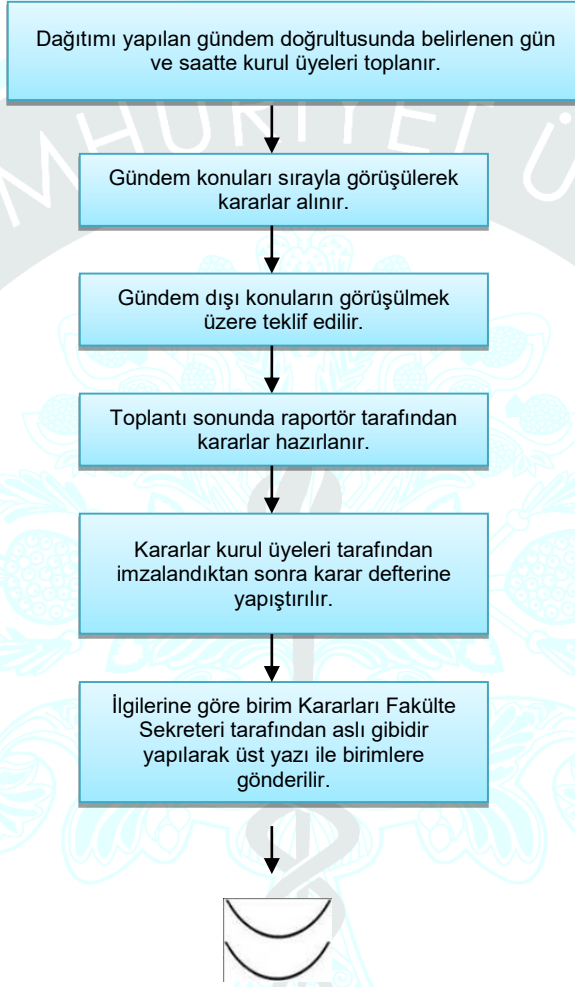 Dağıtımı yapılan gündem doğrultusunda belirlenen gün
ve saatte kurul üyeleri toplanır.
MHURİYET Ü
Gündem konuları sırayla görüşülerek
kararlar alınır.
Gündem dışı konuların görüşülmek
üzere teklif edilir.
Toplantı sonunda raportör tarafından
kararlar hazırlanır.
Kararlar kurul üyeleri tarafından
imzalandıktan sonra karar defterine
yapıştırılır.
İlgilerine göre birim Kararları Fakülte
Sekreteri tarafından aslı gibidir
yapılarak üst yazı ile birimlere
gönderilir.